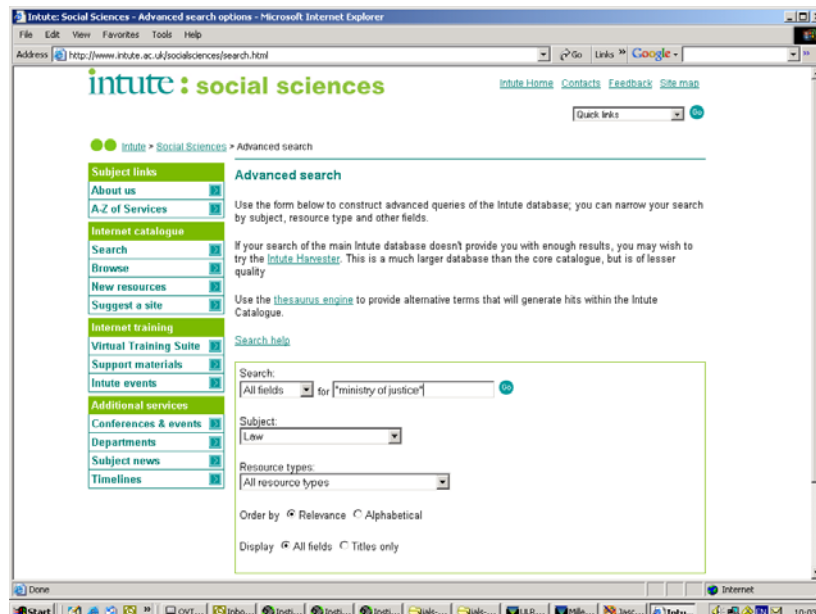 Intute: Social Sciences - Advanced search options - Microsoft Internet Explorer
File Edit View Favorites Tools Help
Address http://www.intute.ac.uk/socialsciences/search.html Go Links » Google -
intute : social sciences
Intute Home Contacts Feedback Site map
Quick links Go
Intute > Social Sciences > Advanced search
Subject links
About us
A-Z of Services
Internet catalogue
Search
Browse
New resources
Suggest a site
Internet training
Virtual Training Suite
Support materials
Intute events
Additional services
Conferences & events
Departments
Subject news
Timelines
Advanced search
Use the form below to construct advanced queries of the Intute database; you can narrow your search
by subject, resource type and other fields.
If your search of the main Intute database doesn't provide you with enough results, you may wish to
try the Intute Harvester. This is a much larger database than the core catalogue, but is of lesser
quality
Use the thesaurus engine to provide alternative terms that will generate hits within the Intute
Catalogue.
Search help
Search:
All fields for "ministry of justice" Go
Subject:
Law
Resource types:
All resource types
Order by Relevance Alphabetical
Display All fields Titles only
Done Internet
Start